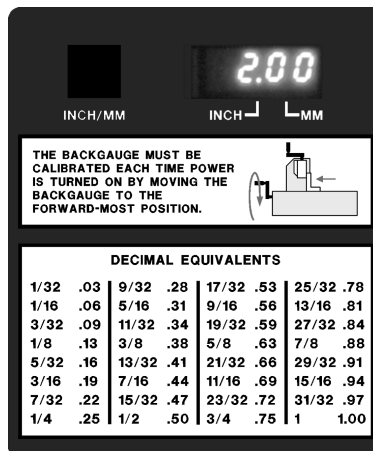 2.00
INCH/MM
INCH MM
THE BACKGAUGE MUST BE
CALIBRATED EACH TIME POWER
IS TURNED ON BY MOVING THE
BACKGAUGE TO THE
FORWARD-MOST POSITION.
DECIMAL EQUIVALENTS
1/32 .03 9/32 .28 17/32 .53 25/32 .78
1/16 .06 5/16 .31 9/16 .56 13/16 .81
3/32 .09 11/32 .34 19/32 .59 27/32 .84
1/8 .13 3/8 .38 5/8 .63 7/8 .88
5/32 .16 13/32 .41 21/32 .66 29/32 .91
3/16 .19 7/16 .44 11/16 .69 15/16 .94
7/32 .22 15/32 .47 23/32 .72 31/32 .97
1/4 .25 1/2 .50 3/4 .75 1 1.00